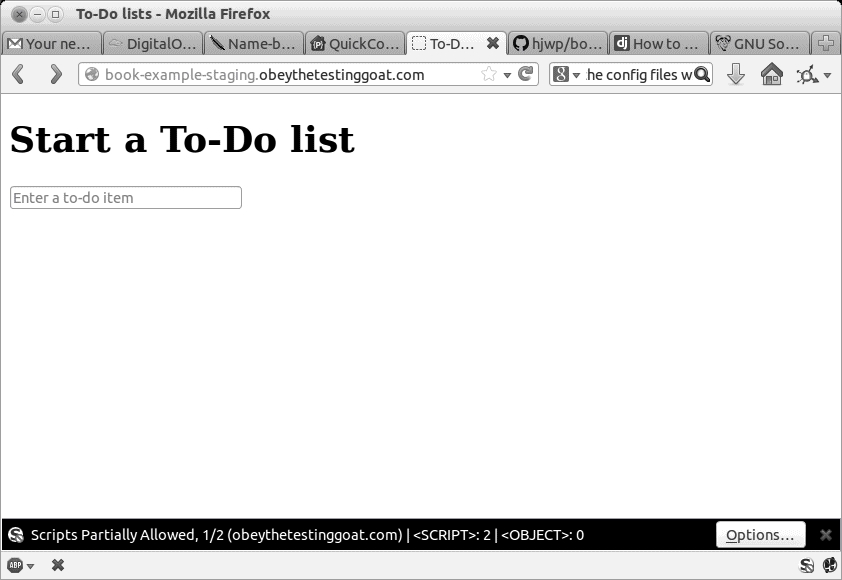 To-Do lists - Mozilla Firefox
Your ne... DigitalO... Name-b... QuickCo... To-D... hjwp/bo... How to ... GNU So...
book-example-staging.obeythetestinggoat.com he config files w
Start a To-Do list
Enter a to-do item
Scripts Partially Allowed, 1/2 (obeythetestinggoat.com) | <SCRIPT>: 2 | <OBJECT>: 0 Options...
ABP